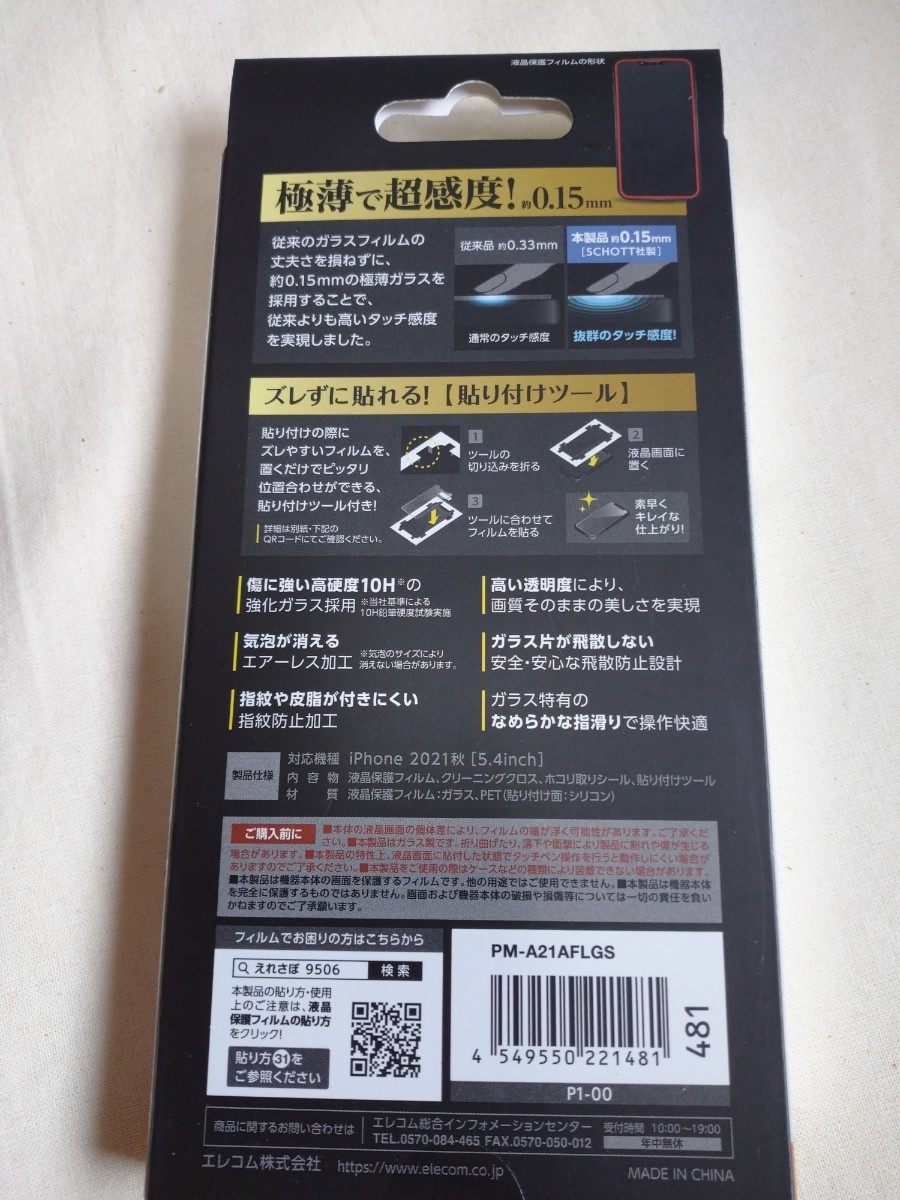 液晶保護フィルムの形状
極薄で超感度!約0.15mm
従来のガラスフィルムの
丈夫さを損ねずに、
約0.15mmの極薄ガラスを
採用することで、
従来よりも高いタッチ感度
を実現しました。
従来品 約0.33mm
通常のタッチ感度
本製品 約0.15mm
[SCHOTT社製]
抜群のタッチ感度!
ズレずに貼れる!【貼り付けツール】
貼り付けの際に
ズレやすいフィルムを、
置くだけでピッタリ
位置合わせができる、
貼り付けツール付き!
詳細は別紙・下記の
QRコードにてご確認ください。
1
ツールの
切り込みを折る
2
液晶画面に
置く
3
ツールに合わせて
フィルムを貼る
素早く
キレイな
仕上がり!
傷に強い高硬度10H※の
強化ガラス採用 ※当社基準による
10H鉛筆硬度試験実施
高い透明度により、
画質そのままの美しさを実現
気泡が消える
エアーレス加工 ※気泡のサイズにより
消えない場合があります。
ガラス片が飛散しない
安全・安心な飛散防止設計
指紋や皮脂が付きにくい
指紋防止加工
ガラス特有の
なめらかな指滑りで操作快適
製品仕様
対応機種 iPhone 2021秋 [5.4inch]
内容物 液晶保護フィルム、クリーニングクロス、ホコリ取りシール、貼り付けツール
材質 液晶保護フィルム:ガラス、PET(貼り付け面:シリコン)
ご購入前に
■本体の液晶画面の個体差により、フィルムの端が浮く可能性があります。ご了承くだ
さい。■本製品はガラス製です。折り曲げたり、落下や衝撃により製品に割れや傷が生じる
場合があります。■本製品の特性上、液晶画面に貼付した状態でタッチペン操作を行うと動作しにくい場合が
ありますのでご了承ください。■本製品をご使用の際はケースなどの種類により装着できない場合があります。
■本製品は機器本体の画面を保護するフィルムです。他の用途ではご使用できません。■本製品は機器本体
を完全に保護するものではありません。画面および機器本体の破損や損傷等については一切の責任を負い
かねますのでご了承願います。
フィルムでお困りの方はこちらから
えれさぽ 9506 検索
本製品の貼り方・使用
上のご注意は、液晶
保護フィルムの貼り方
をクリック!
貼り方31を
ご参照ください
PM-A21AFLGS
4 549550 221481
481
P1-00
商品に関するお問い合わせは
エレコム総合インフォメーションセンター
TEL.0570-084-465 FAX.0570-050-012
受付時間 10:00~19:00
年中無休
エレコム株式会社 https://www.elecom.co.jp
MADE IN CHINA